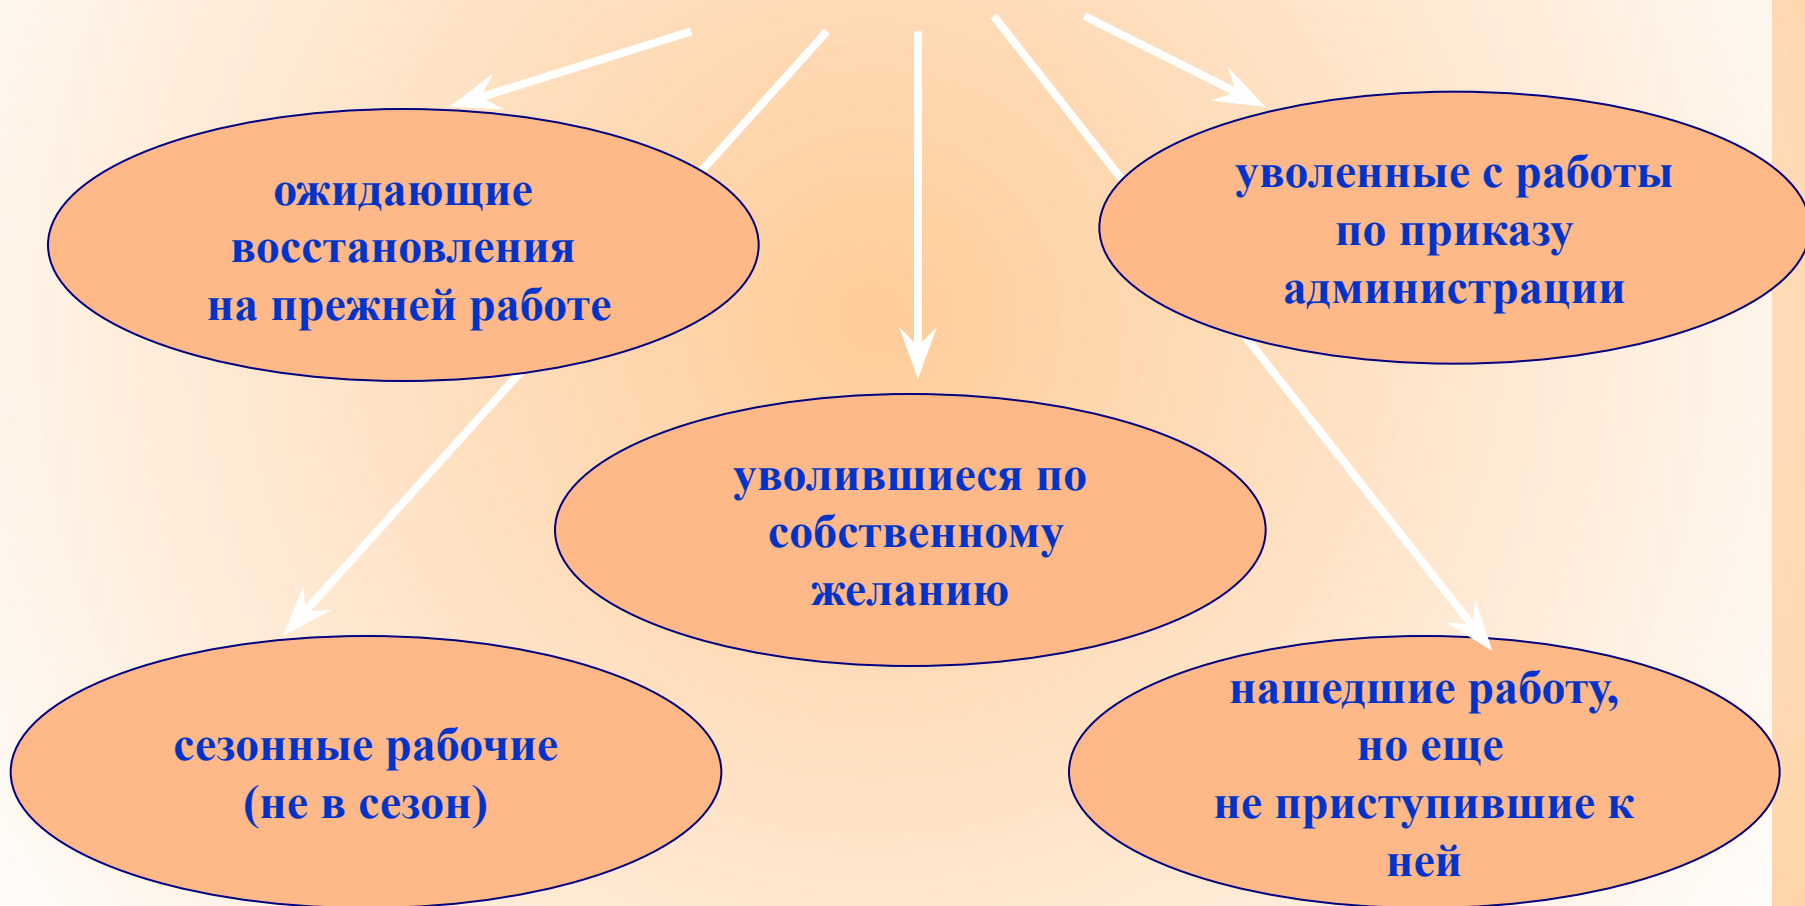 ожидающие
восстановления
на прежней работе
уволенные с работы
по приказу
администрации
уволившиеся по
собственному
желанию
сезонные рабочие
(не в сезон)
нашедшие работу,
но еще
не приступившие к
ней